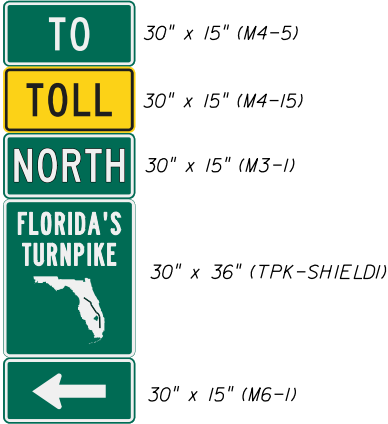 TO 30" x 15" (M4-5)
TOLL 30" x 15" (M4-15)
NORTH 30" x 15" (M3-1)
FLORIDA'S
TURNPIKE
30" x 36" (TPK-SHIELD1)
30" x 15" (M6-1)